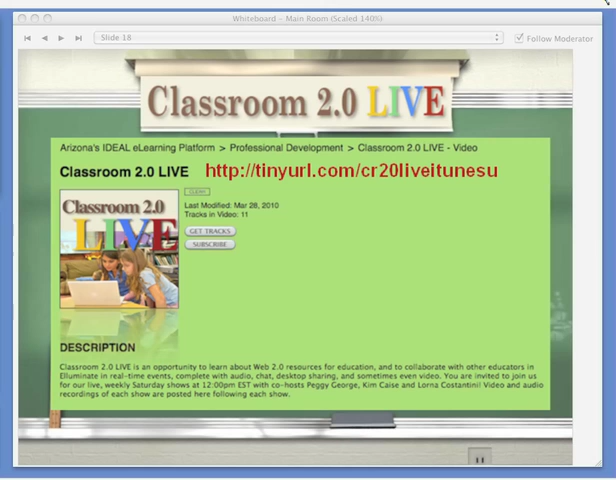 Whiteboard – Main Room (Scaled 140%)
Slide 18
Follow Moderator
Classroom 2.0 LIVE
Arizona's IDEAL eLearning Platform > Professional Development > Classroom 2.0 LIVE - Video
Classroom 2.0 LIVE http://tinyurl.com/cr20liveitunesu
CLEAN
Classroom 2.0
LIVE
Last Modified: Mar 28, 2010
Tracks in Video: 11
GET TRACKS
SUBSCRIBE
DESCRIPTION
Classroom 2.0 LIVE is an opportunity to learn about Web 2.0 resources for education, and to collaborate with other educators in
Elluminate in real-time events, complete with audio, chat, desktop sharing, and sometimes even video. You are invited to join us
for our live, weekly Saturday shows at 12:00pm EST with co-hosts Peggy George, Kim Caise and Lorna Costantini! Video and audio
recordings of each show are posted here following each show.